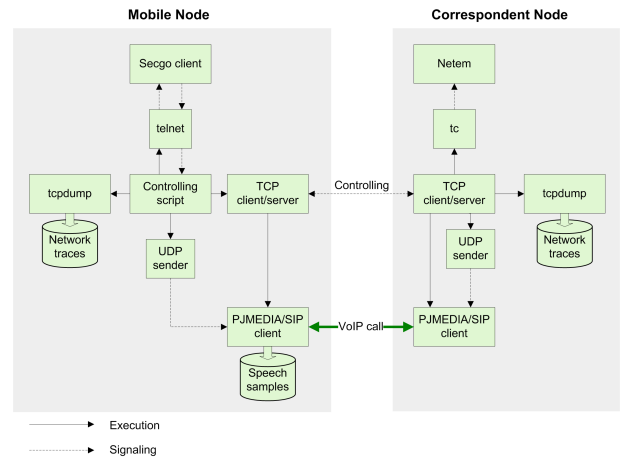 Mobile Node
Correspondent Node
Secgo client
Netem
telnet
tc
tcpdump
Controlling
script
TCP
client/server
Controlling
TCP
client/server
tcpdump
Network
traces
UDP
sender
UDP
sender
Network
traces
PJMEDIA/SIP
client
VoIP call
PJMEDIA/SIP
client
Speech
samples
Execution
Signaling